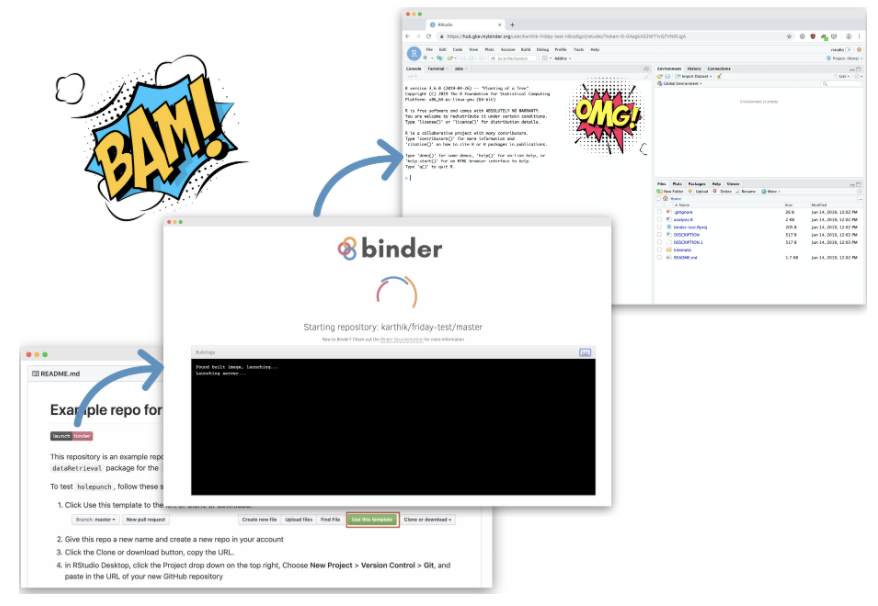 BAM!
RStudio
https://hub.gke.mybinder.org/user/karthik-friday-test-
File Edit Code View Plots Session Build Debug Profile Tools Help
rstudio
Go to file/function
Addins
Project: (None)
Console Terminal Jobs
R version 3.6.0 (2019-04-26) -- "Planting of a Tree"
Copyright (C) 2019 The R Foundation for Statistical Computing
Platform: x86_64-pc-linux-gnu (64-bit)
R is free software and comes with ABSOLUTELY NO WARRANTY.
You are welcome to redistribute it under certain conditions.
Type 'license()' or 'licence()' for distribution details.
R is a collaborative project with many contributors.
Type 'contributors()' for more information and
'citation()' on how to cite R or R packages in publications.
Type 'demo()' for some demos, 'help()' for on-line help, or
'help.start()' for an HTML browser interface to help.
Type 'q()' to quit R.
>
OMG!
Environment History Connections
Import Dataset
List
Global Environment
Environment is empty
Files Plots Packages Help Viewer
New Folder Upload Delete Rename More
Home
Name Size Modified
.gitignore 26 B Jun 14, 2019, 12:02 PM
analysis.R 2 KB Jun 14, 2019, 12:02 PM
binder-test.Rproj 205 B Jun 14, 2019, 12:02 PM
DESCRIPTION 517 B Jun 14, 2019, 12:02 PM
DESCRIPTION.1 517 B Jun 14, 2019, 12:03 PM
README.md 1.7 KB Jun 14, 2019, 12:02 PM
binder
Starting repository: karthik/friday-test/master
New to Binder? Check out the Binder Documentation for more information
Build logs
Found built image, launching...
Launching server...
README.md
Example repo for
launch binder
This repository is an example repo
dataRetrieval package for the
To test holepunch, follow these s
1. Click Use this template to the
Branch: master New pull request Create new file Upload files Find File Use this template Clone or download
2. Give this repo a new name and create a new repo in your account
3. Click the Clone or download button, copy the URL.
4. in RStudio Desktop, click the Project drop down on the top right, Choose New Project > Version Control > Git, and
paste in the URL of your new GitHub repository